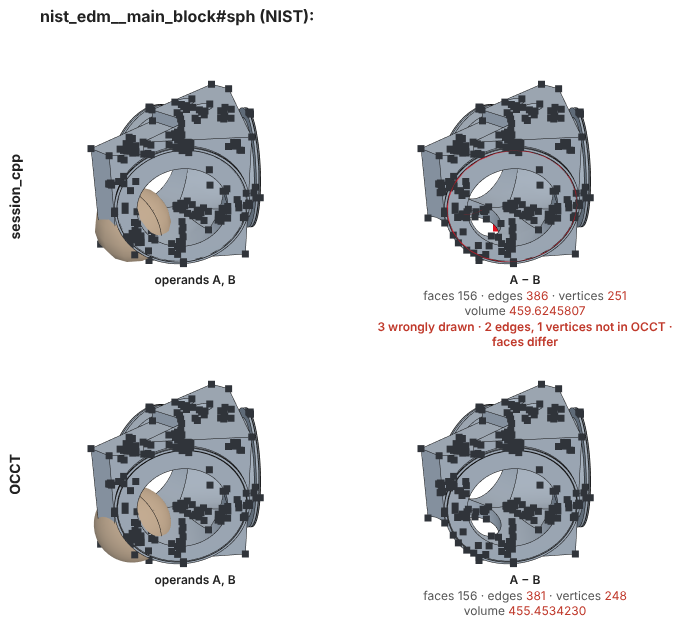 nist_edm__main_block#sph (NIST):
session_cpp
operands A, B
A − B
faces 156 · edges 386 · vertices 251
volume 459.6245807
3 wrongly drawn · 2 edges, 1 vertices not in OCCT ·
faces differ
OCCT
operands A, B
A − B
faces 156 · edges 381 · vertices 248
volume 455.4534230